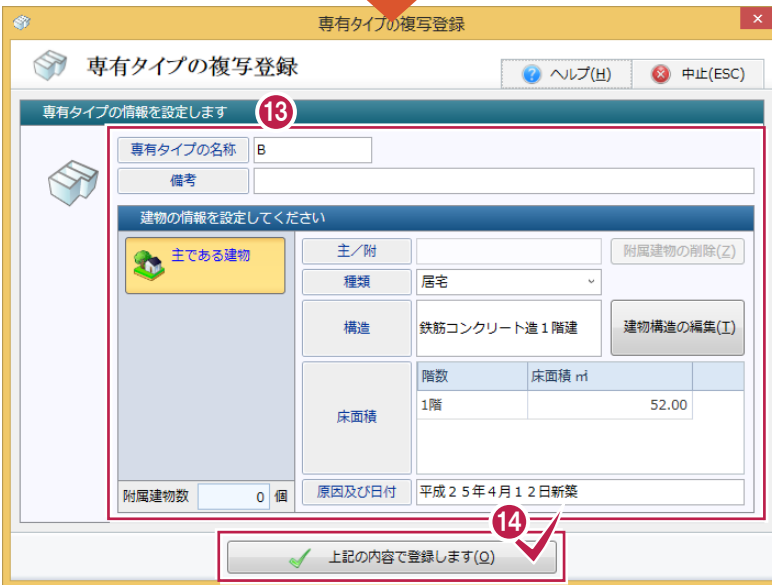 専有タイプの複写登録
×
専有タイプの複写登録
ヘルプ(H)
中止(ESC)
専有タイプの情報を設定します
13
専有タイプの名称
B
備考
建物の情報を設定してください
主である建物
主／附
附属建物の削除(Z)
種類
居宅
構造
鉄筋コンクリート造１階建
建物構造の編集(T)
床面積
階数
床面積 ㎡
1階
52.00
附属建物数
0
個
原因及び日付
平成２５年４月１２日新築
14
上記の内容で登録します(O)